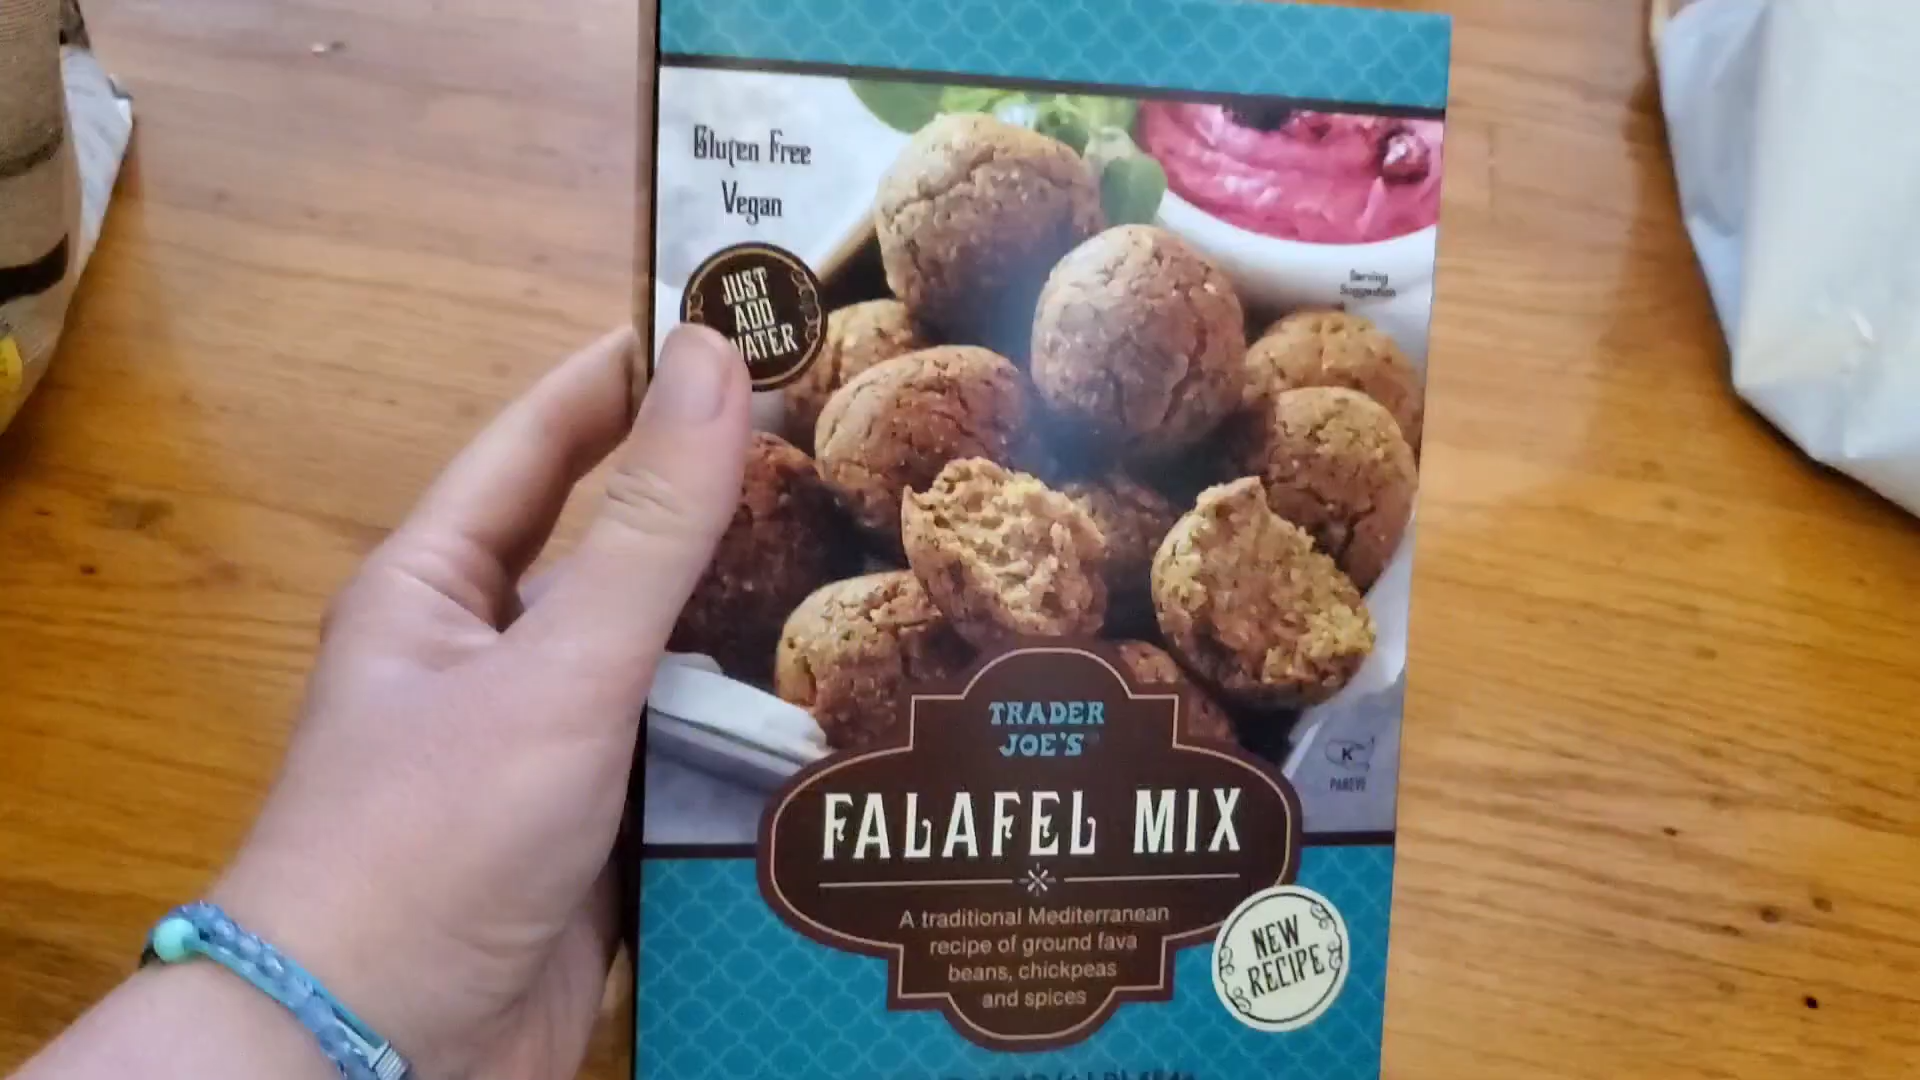 Gluten Free
Vegan
JUST
ADD
WATER
Serving
Suggestion
TRADER
JOE'S
K
PAREVE
FALAFEL MIX
A traditional Mediterranean
recipe of ground fava
beans, chickpeas
and spices
NEW
RECIPE